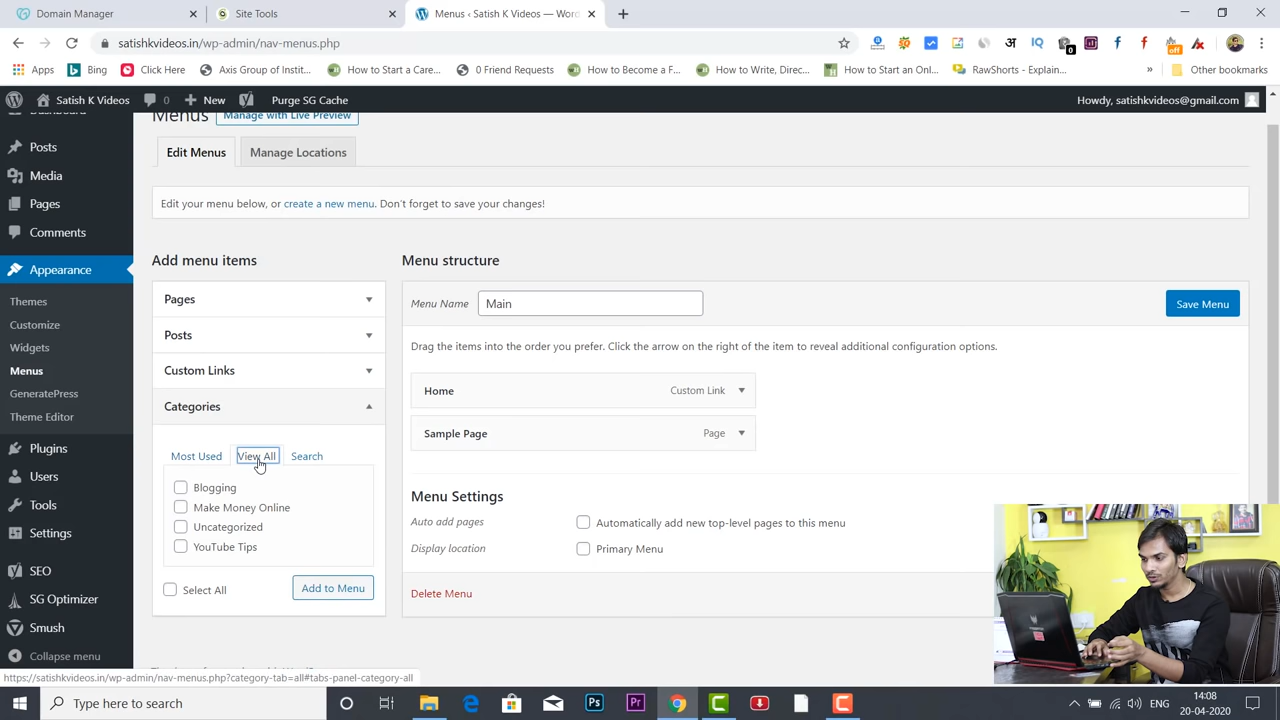 Domain Manager
Site Tools
Menus ‹ Satish K Videos — Wor
satishkvideos.in/wp-admin/nav-menus.php
Apps
Bing
Click Here
Axis Group of Instit...
How to Start a Care...
0 Friend Requests
How to Become a F...
How to Write, Direc...
How to Start an Onl...
RawShorts - Explain...
»
Other bookmarks
Satish K Videos
0
+ New
Purge SG Cache
Howdy, satishkvideos@gmail.com
Dashboard
Posts
Media
Pages
Comments
Appearance
Themes
Customize
Widgets
Menus
GeneratePress
Theme Editor
Plugins
Users
Tools
Settings
SEO
SG Optimizer
Smush
Collapse menu
Menus
Manage with Live Preview
Edit Menus
Manage Locations
Edit your menu below, or create a new menu. Don't forget to save your changes!
Add menu items
Pages
Posts
Custom Links
Categories
Most Used
View All
Search
Blogging
Make Money Online
Uncategorized
YouTube Tips
Select All
Add to Menu
Menu structure
Menu Name
Main
Save Menu
Drag the items into the order you prefer. Click the arrow on the right of the item to reveal additional configuration options.
Home
Custom Link
Sample Page
Page
Menu Settings
Auto add pages
Automatically add new top-level pages to this menu
Display location
Primary Menu
Delete Menu
https://satishkvideos.in/wp-admin/nav-menus.php?category-tab=all#tabs-panel-category-all
Type here to search
ENG
14:08
20-04-2020